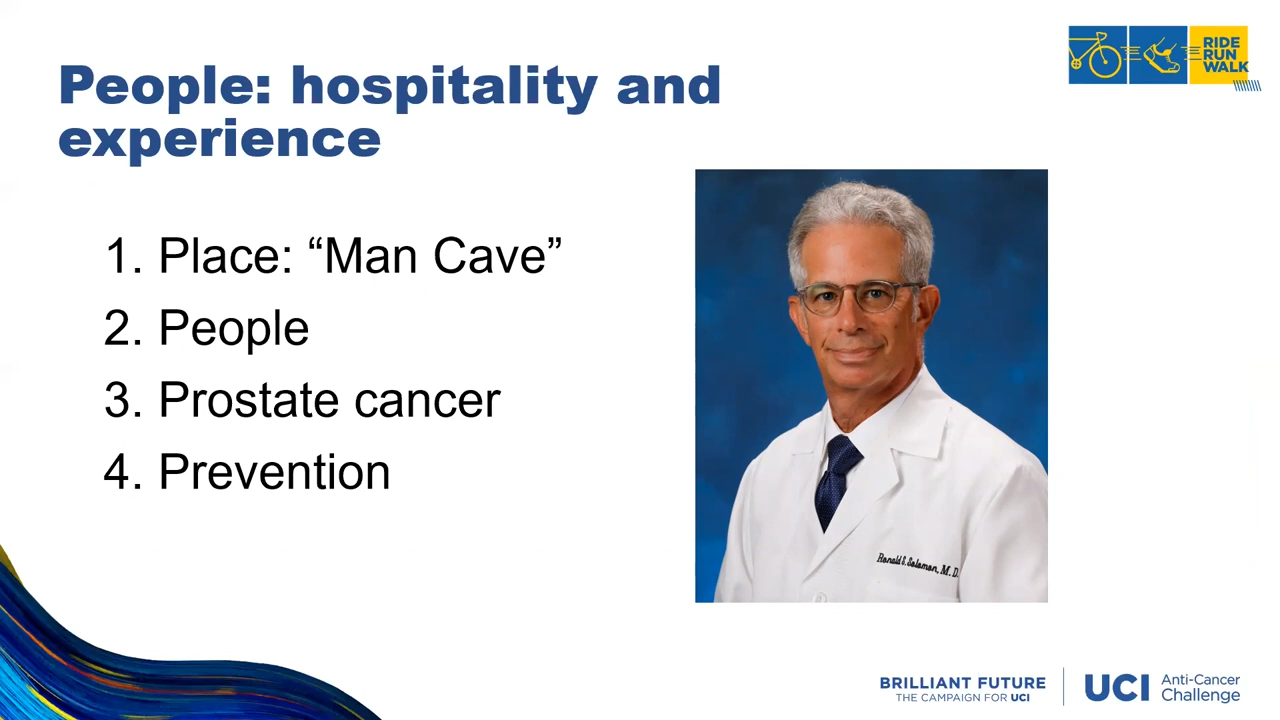 RIDE
RUN
WALK
People: hospitality and
experience
1. Place: “Man Cave”
2. People
3. Prostate cancer
4. Prevention
Ronald S. Solomon, M.D.
BRILLIANT FUTURE
THE CAMPAIGN FOR UCI
UCI Anti-Cancer
Challenge